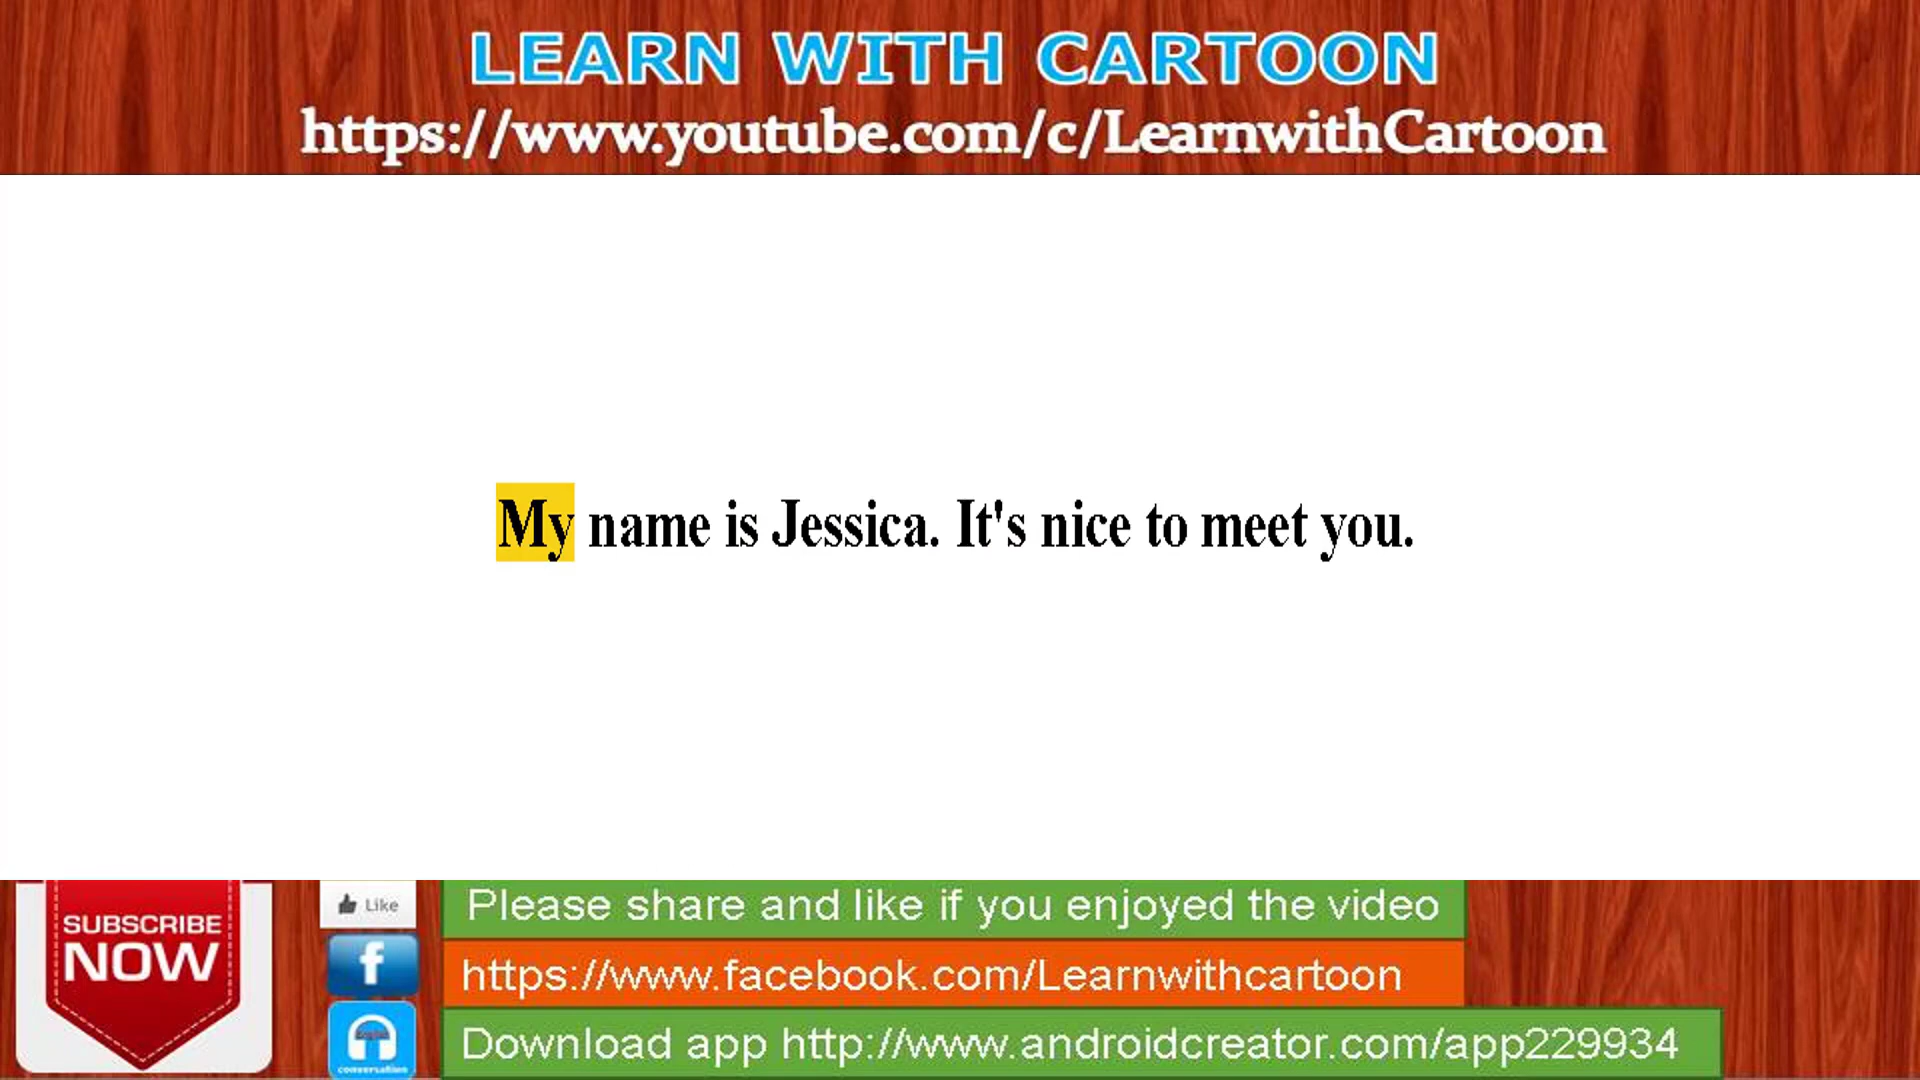 LEARN WITH CARTOON
https://www.youtube.com/c/LearnwithCartoon
My name is Jessica. It's nice to meet you.
SUBSCRIBE
NOW
Like
Please share and like if you enjoyed the video
f
https://www.facebook.com/Learnwithcartoon
English
conversation
Download app http://www.androidcreator.com/app229934